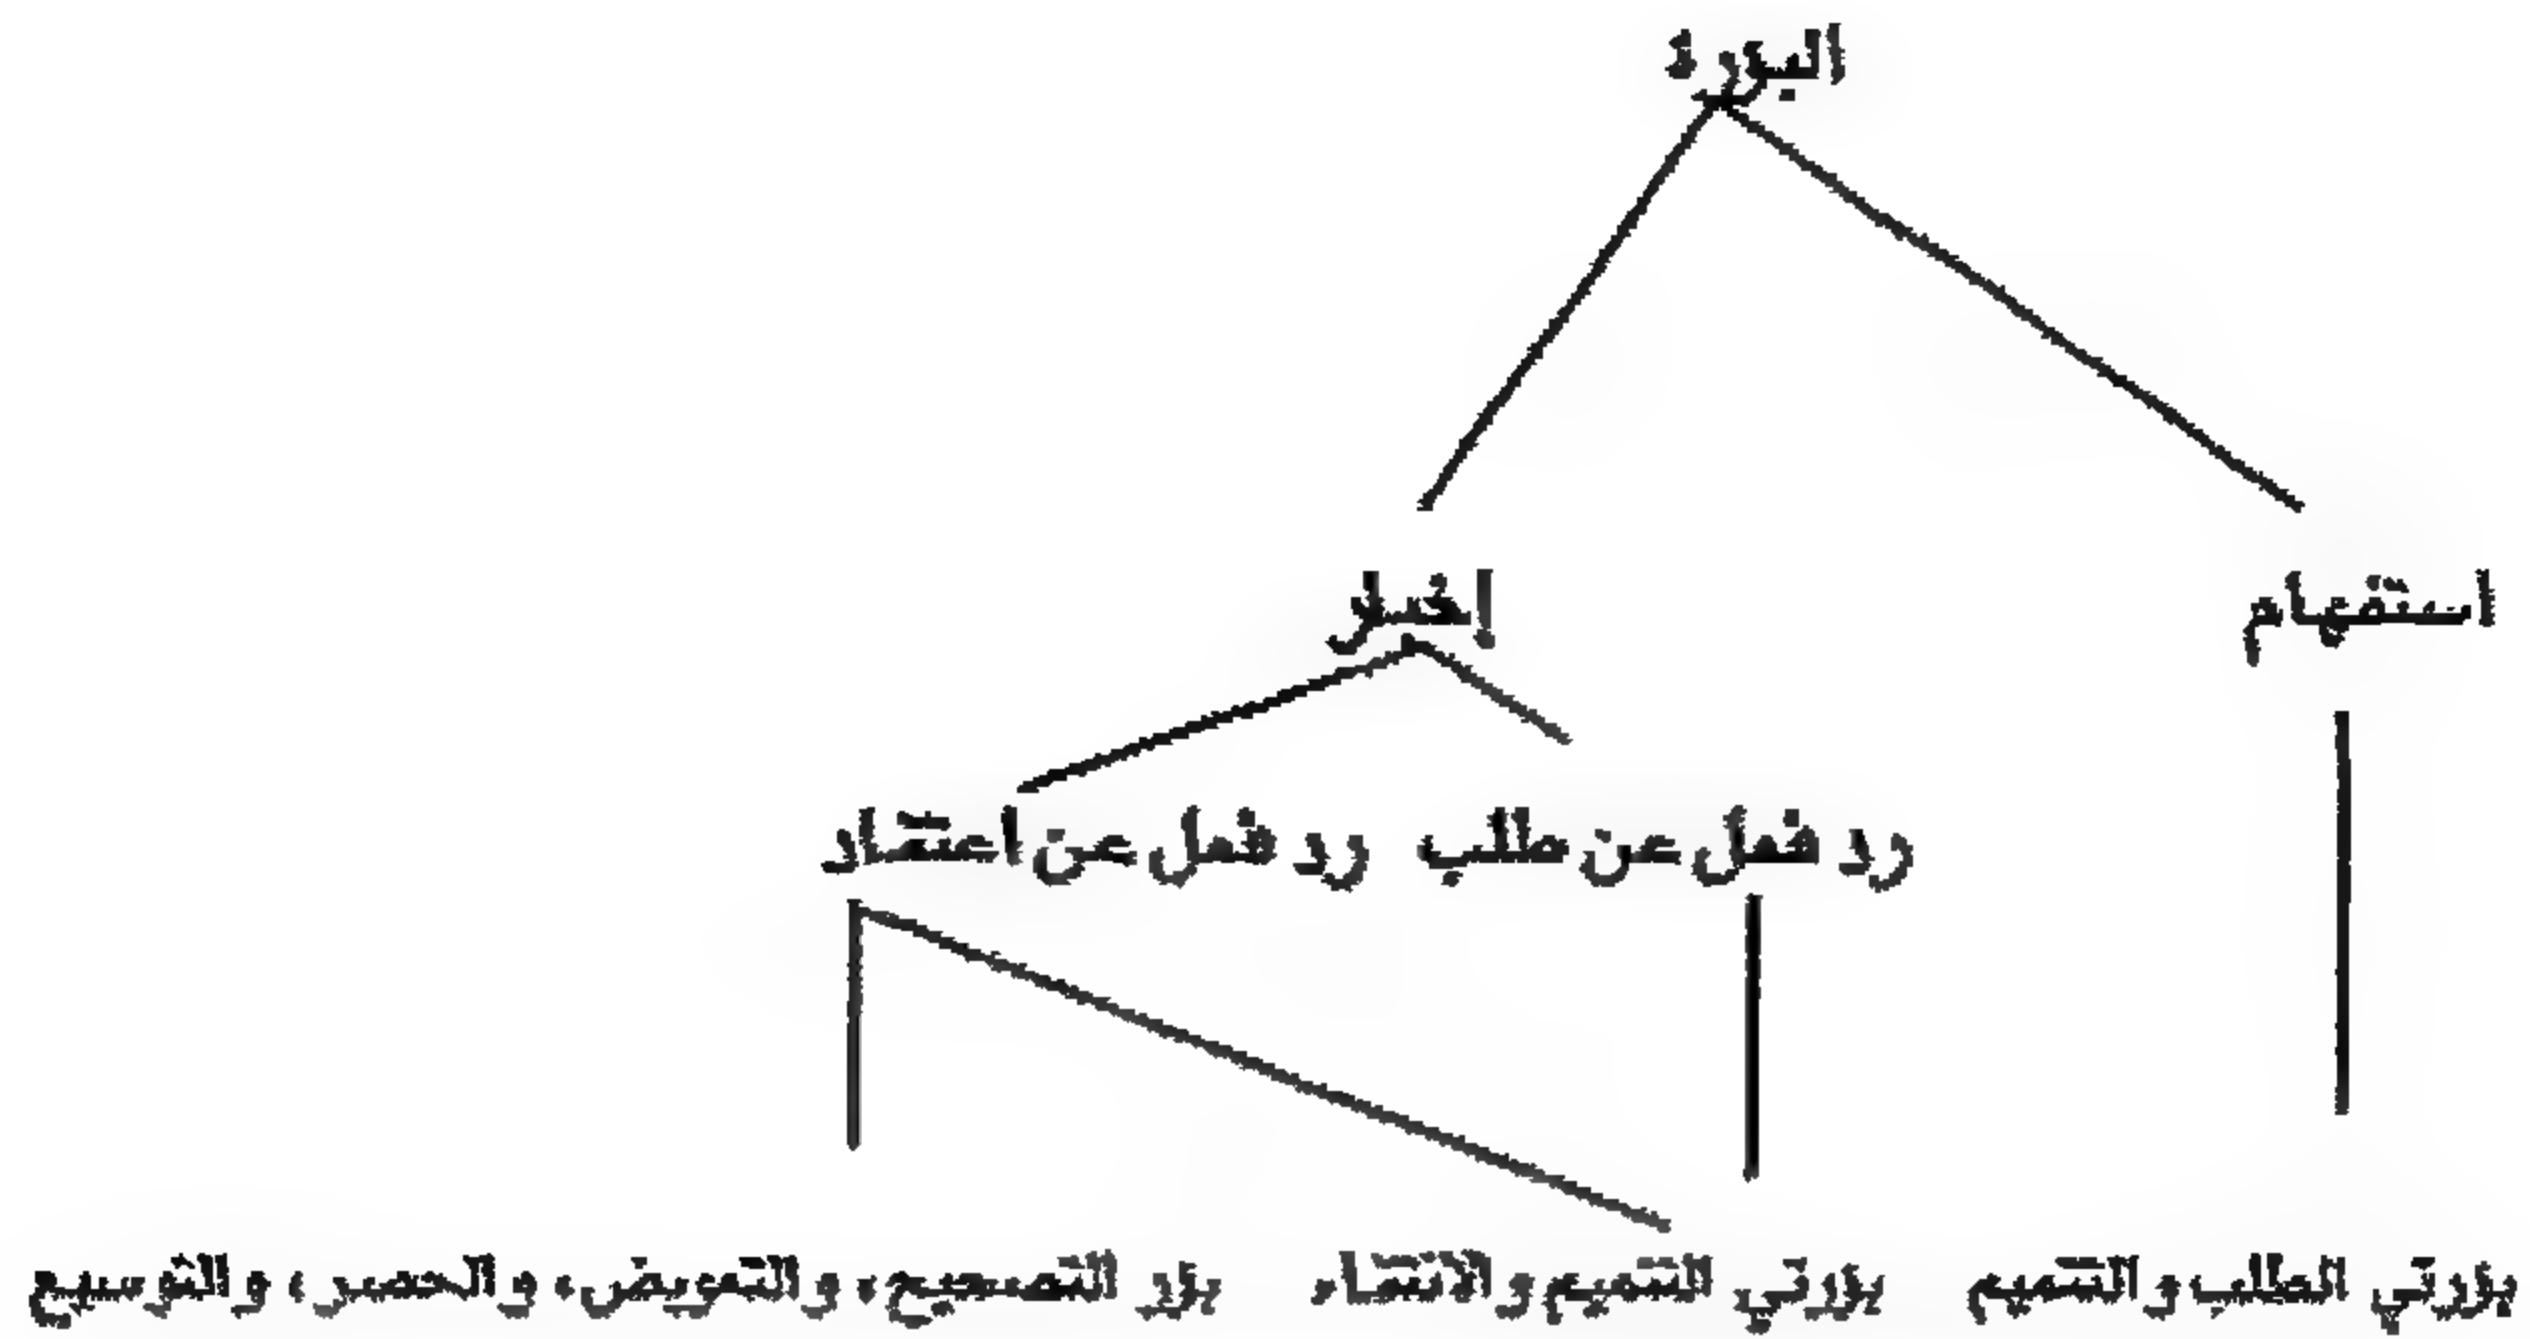 البؤرة
استفهام إخبار
رد فعل عن طلب رد فعل عن اعتقاد
بؤرتي الطلب والتتميم بؤرتي التتميم والانتقاء بؤر التصحيح، والتعويض، والحصر، والتوسيع